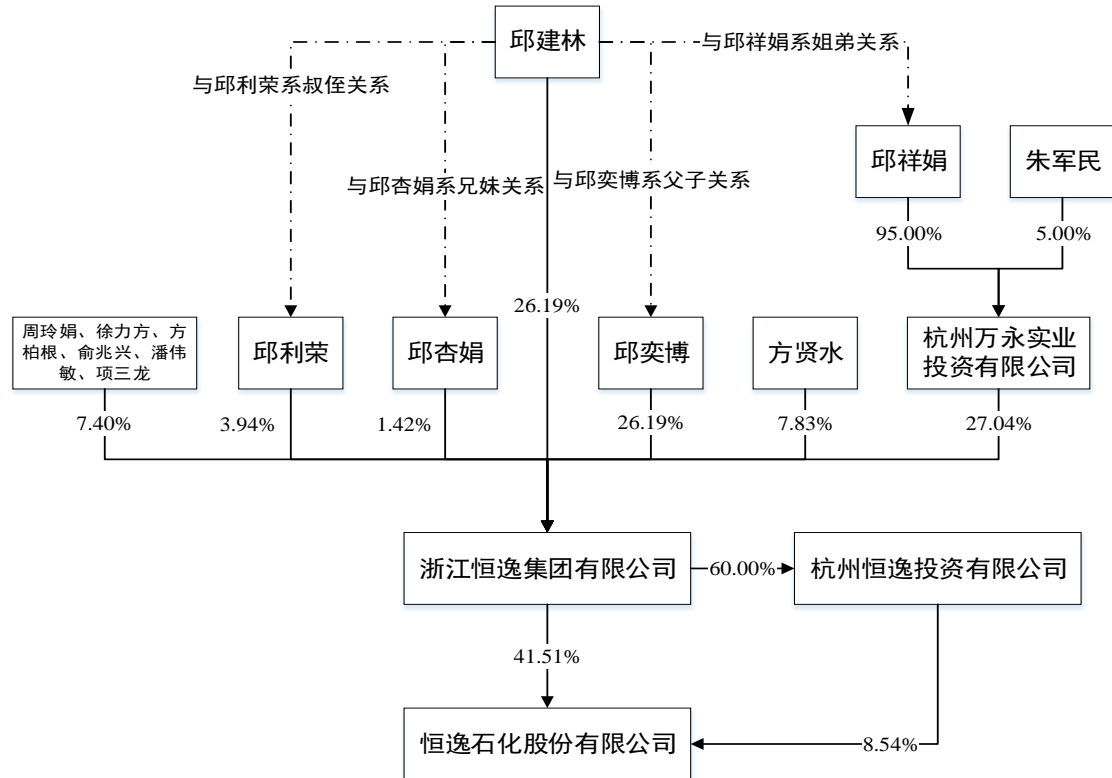 邱建林
与邱祥娟系姐弟关系
与邱利荣系叔侄关系
邱祥娟
朱军民
与邱杏娟系兄妹关系
与邱奕博系父子关系
95.00%
5.00%
26.19%
周玲娟、徐力方、方
柏根、俞兆兴、潘伟
敏、项三龙
邱利荣
邱杏娟
邱奕博
方贤水
杭州万永实业
投资有限公司
7.40%
3.94%
1.42%
26.19%
7.83%
27.04%
浙江恒逸集团有限公司
60.00%
杭州恒逸投资有限公司
41.51%
恒逸石化股份有限公司
8.54%